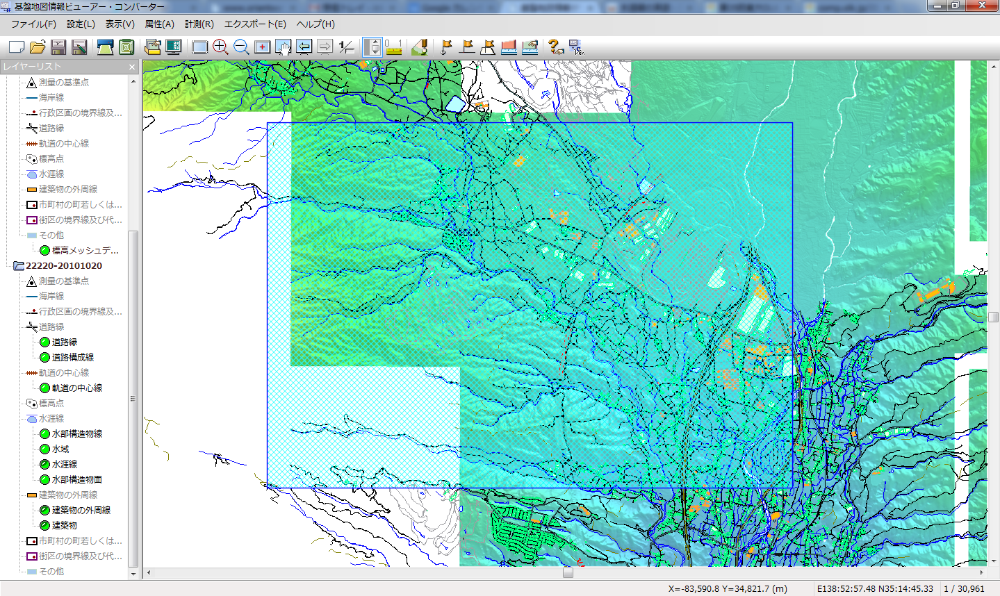 基盤地図情報ビューアー・コンバーター
ファイル(F) 設定(L) 表示(V) 属性(A) 計測(R) エクスポート(E) ヘルプ(H)
0 1
レイヤーリスト
測量の基準点
海岸線
行政区画の境界線及...
道路縁
軌道の中心線
標高点
水涯線
建築物の外周線
市町村の町若しくは...
街区の境界線及び代...
その他
標高メッシュデ...
22220-20101020
測量の基準点
海岸線
行政区画の境界線及...
道路縁
道路縁
道路構成線
軌道の中心線
軌道の中心線
標高点
水涯線
水部構造物線
水域
水涯線
水部構造物面
建築物の外周線
建築物の外周線
建築物
市町村の町若しくは...
街区の境界線及び代...
その他
X=-83,590.8 Y=34,821.7 (m) E138:52:57.48 N35:14:45.33 1 / 30,961